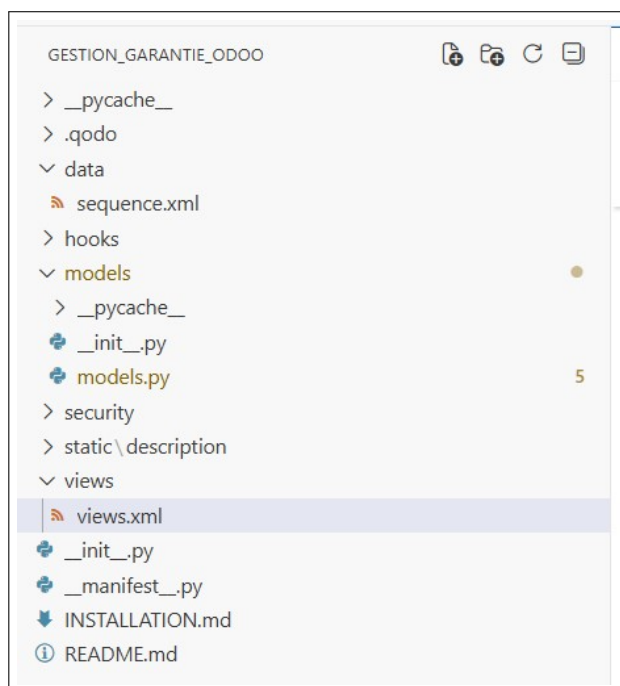 GESTION_GARANTIE_ODOO
__pycache__
.qodo
data
sequence.xml
hooks
models
__pycache__
__init__.py
models.py 5
security
static\description
views
views.xml
__init__.py
__manifest__.py
INSTALLATION.md
README.md